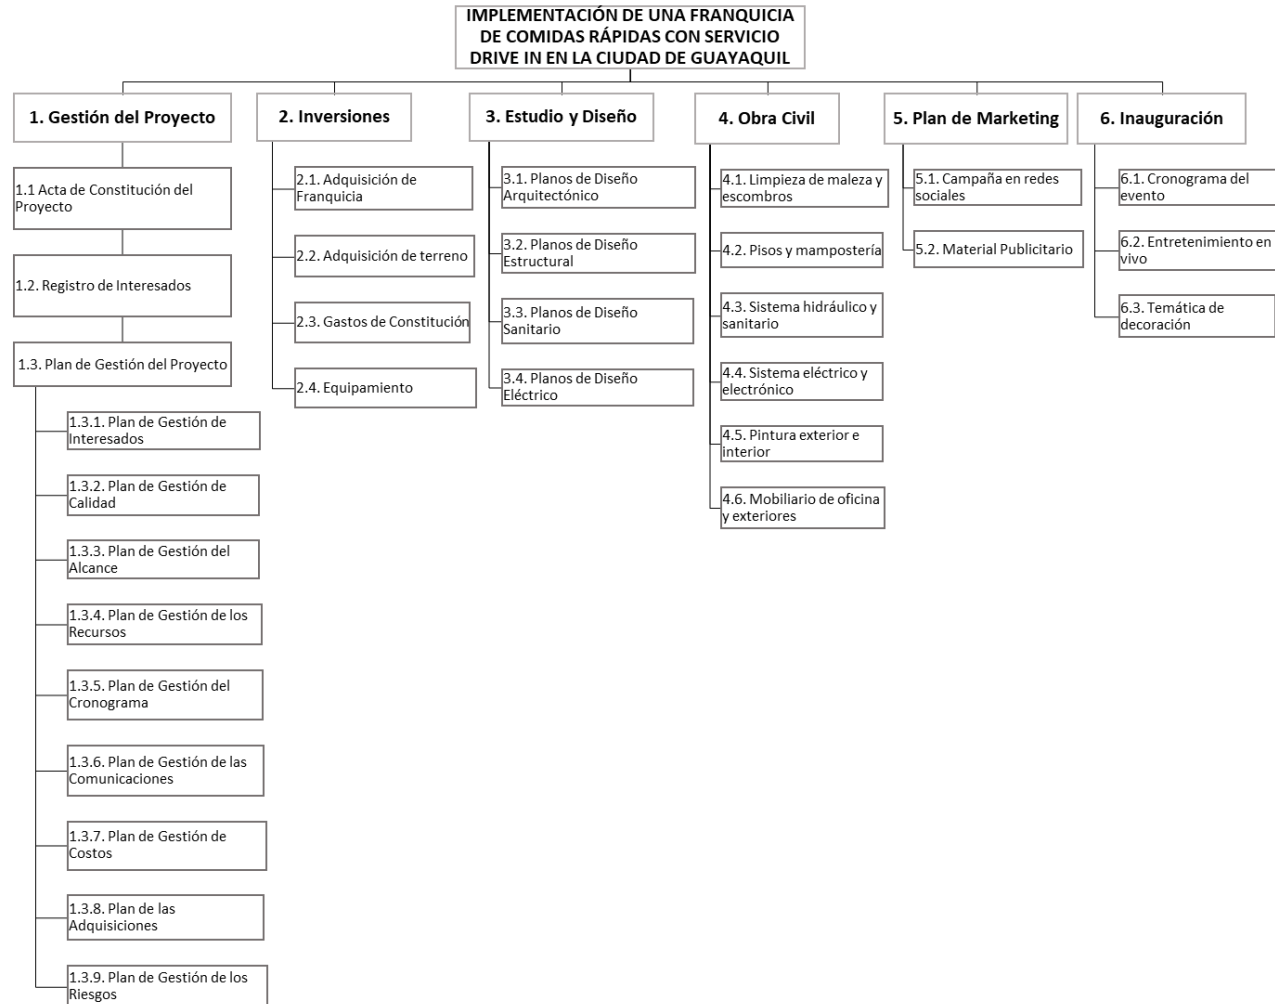 IMPLEMENTACIÓN DE UNA FRANQUICIA
DE COMIDAS RÁPIDAS CON SERVICIO
DRIVE IN EN LA CIUDAD DE GUAYAQUIL
1. Gestión del Proyecto
1.1 Acta de Constitución del
Proyecto
1.2. Registro de Interesados
1.3. Plan de Gestión del Proyecto
1.3.1. Plan de Gestión de
Interesados
1.3.2. Plan de Gestión de
Calidad
1.3.3. Plan de Gestión del
Alcance
1.3.4. Plan de Gestión de los
Recursos
1.3.5. Plan de Gestión del
Cronograma
1.3.6. Plan de Gestión de las
Comunicaciones
1.3.7. Plan de Gestión de
Costos
1.3.8. Plan de las
Adquisiciones
1.3.9. Plan de Gestión de los
Riesgos
2. Inversiones
2.1. Adquisición de
Franquicia
2.2. Adquisición de terreno
2.3. Gastos de Constitución
2.4. Equipamiento
3. Estudio y Diseño
3.1. Planos de Diseño
Arquitectónico
3.2. Planos de Diseño
Estructural
3.3. Planos de Diseño
Sanitario
3.4. Planos de Diseño
Eléctrico
4. Obra Civil
4.1. Limpieza de maleza y
escombros
4.2. Pisos y mampostería
4.3. Sistema hidráulico y
sanitario
4.4. Sistema eléctrico y
electrónico
4.5. Pintura exterior e
interior
4.6. Mobiliario de oficina
y exteriores
5. Plan de Marketing
5.1. Campaña en redes
sociales
5.2. Material Publicitario
6. Inauguración
6.1. Cronograma del
evento
6.2. Entretenimiento en
vivo
6.3. Temática de
decoración